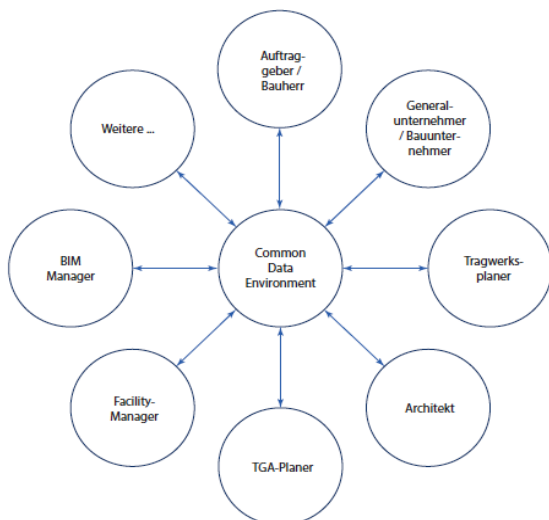 Auftrag-
geber /
Bauherr
General-
unternehmer
/ Bauunter-
nehmer
Weitere ...
BIM
Manager
Common
Data
Environment
Tragwerks-
planer
Facility-
Manager
Architekt
TGA-Planer